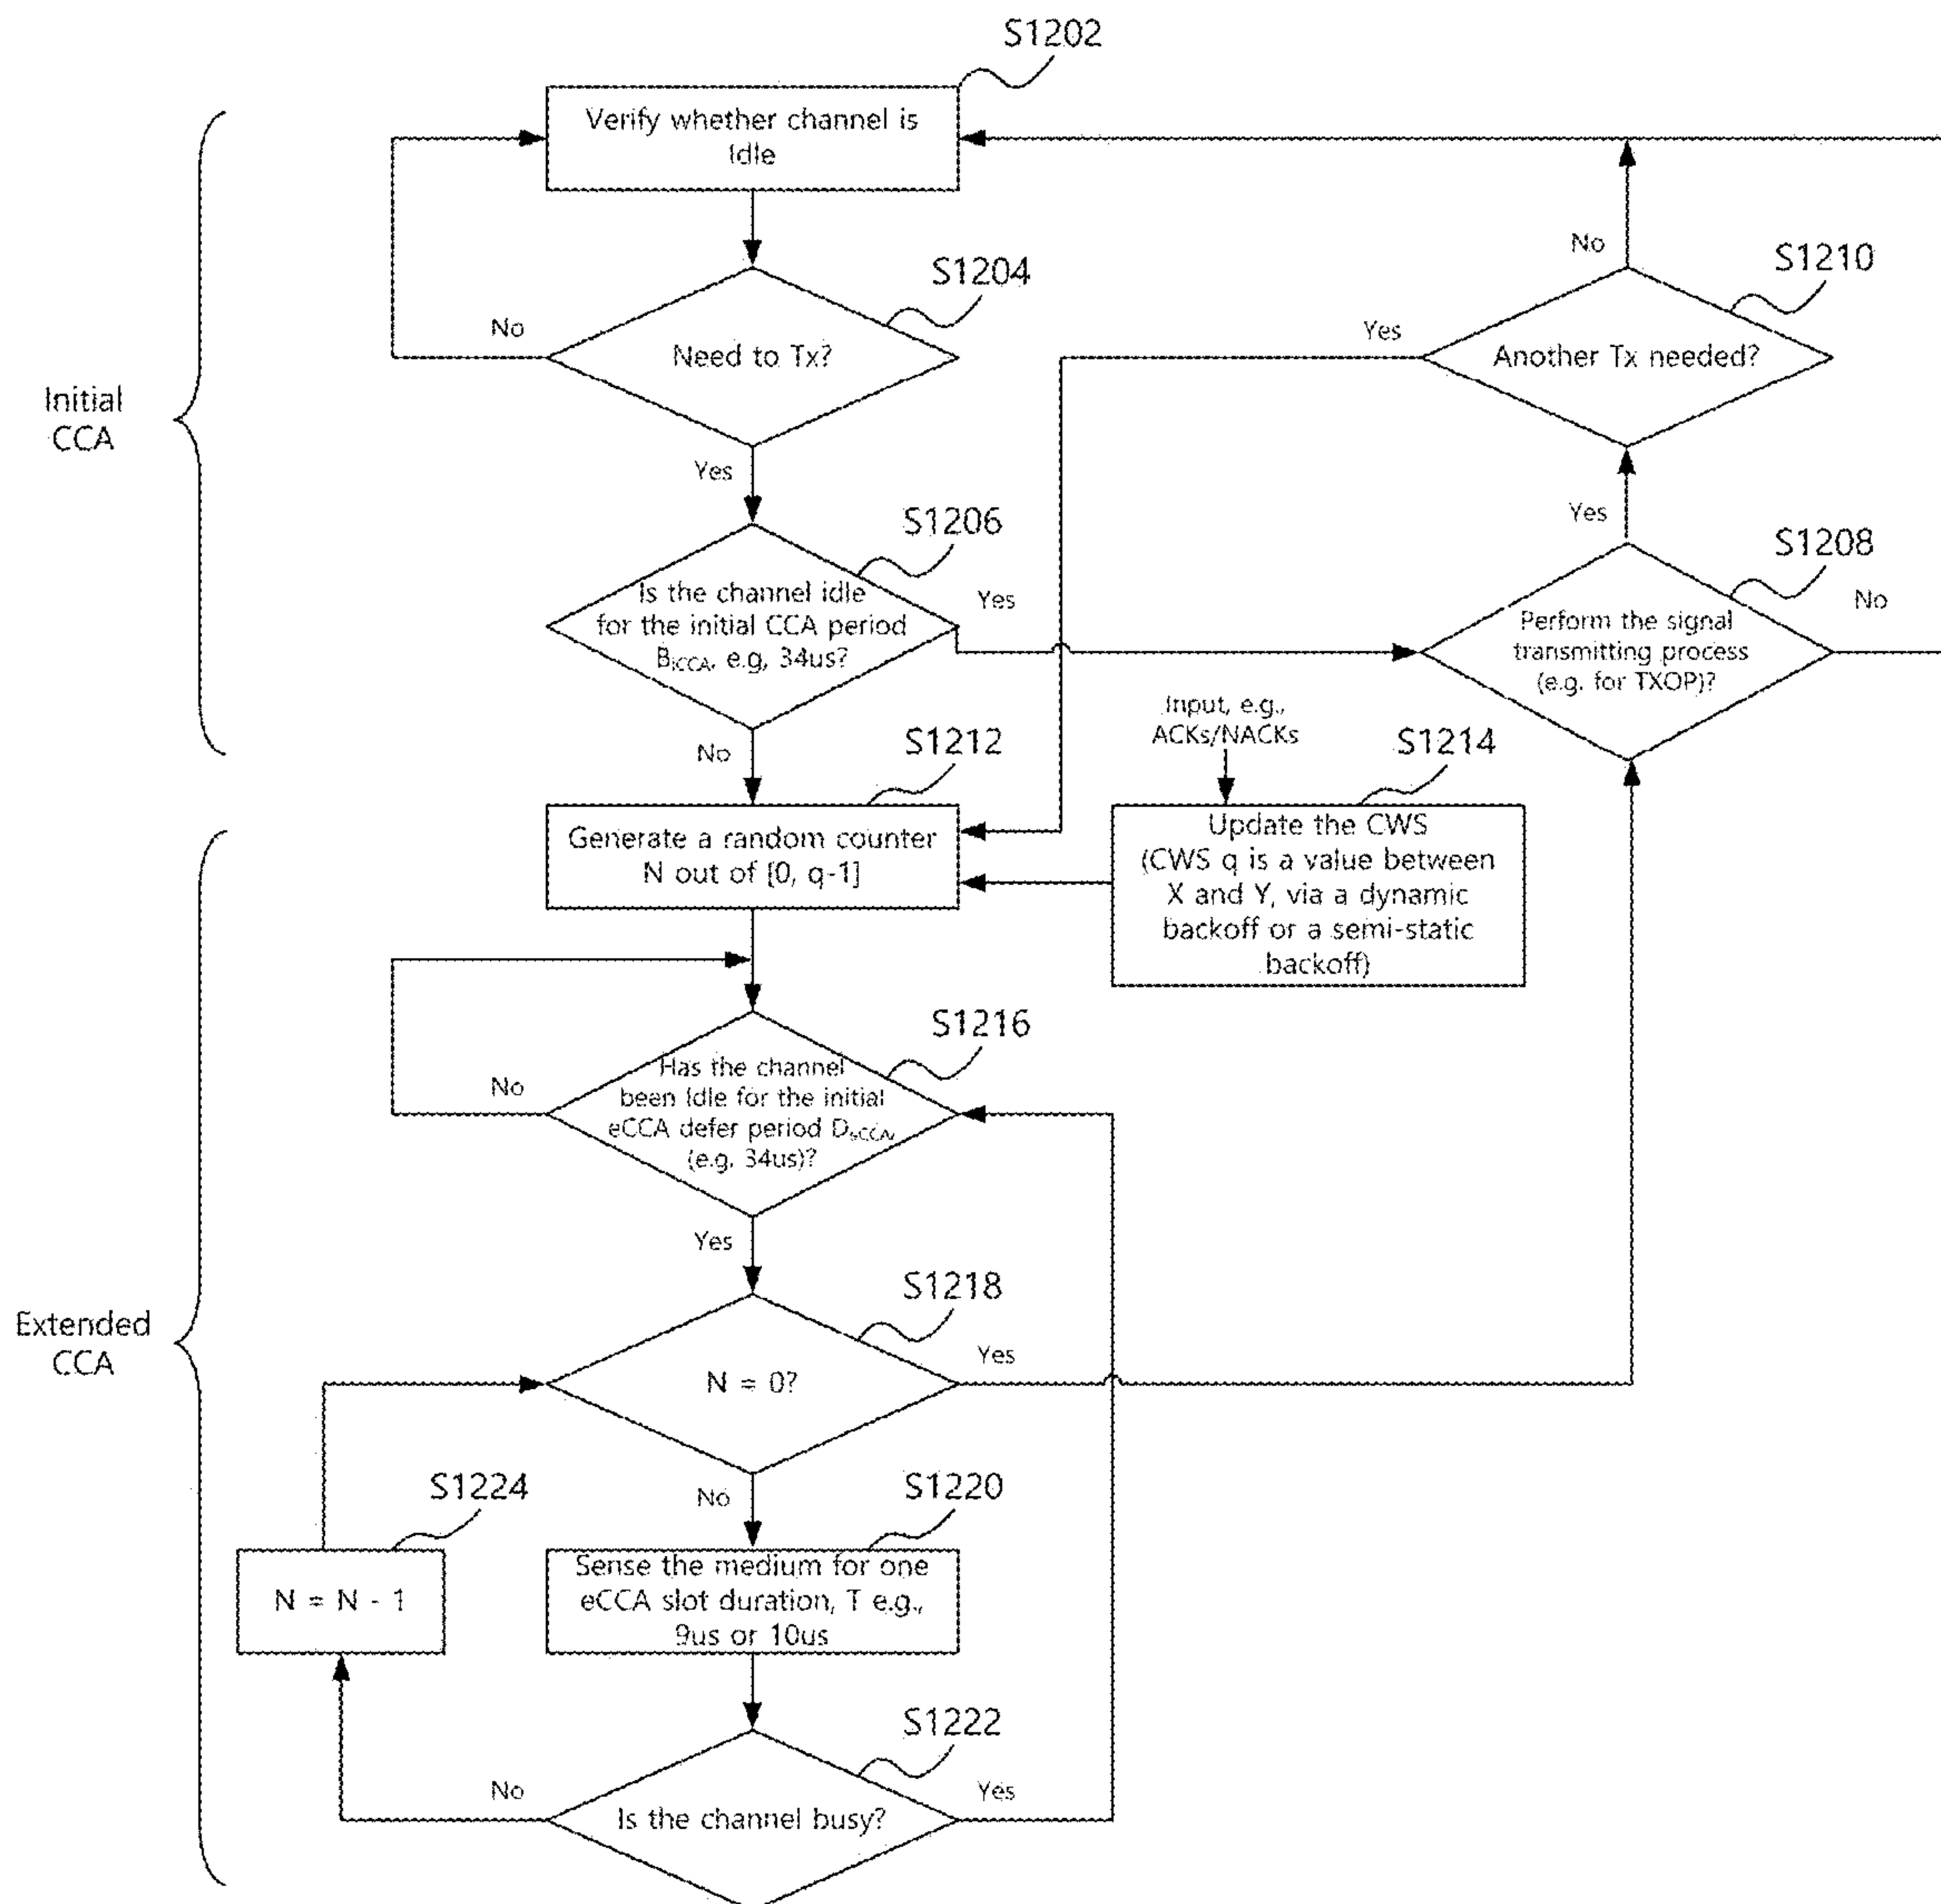 S1202
Verify whether channel is
Idle
No
S1204
S1210
No
Need to Tx?
Yes
Another Tx needed?
Initial
CCA
Yes
S1206
Yes
S1208
Is the channel idle
for the initial CCA period
BiCCA, e.g, 34us?
Yes
No
Perform the signal
transmitting process
(e.g. for TXOP)?
No
S1212
Input, e.g.,
ACKs/NACKs
S1214
Generate a random counter
N out of [0, q-1]
Update the CWS
(CWS q is a value between
X and Y, via a dynamic
backoff or a semi-static
backoff)
S1216
No
Has the channel
been Idle for the initial
eCCA defer period DeCCA,
(e.g. 34us)?
Yes
S1218
Extended
CCA
N = 0?
Yes
S1224
No
S1220
N = N - 1
Sense the medium for one
eCCA slot duration, T e.g.,
9us or 10us
S1222
No
Is the channel busy?
Yes